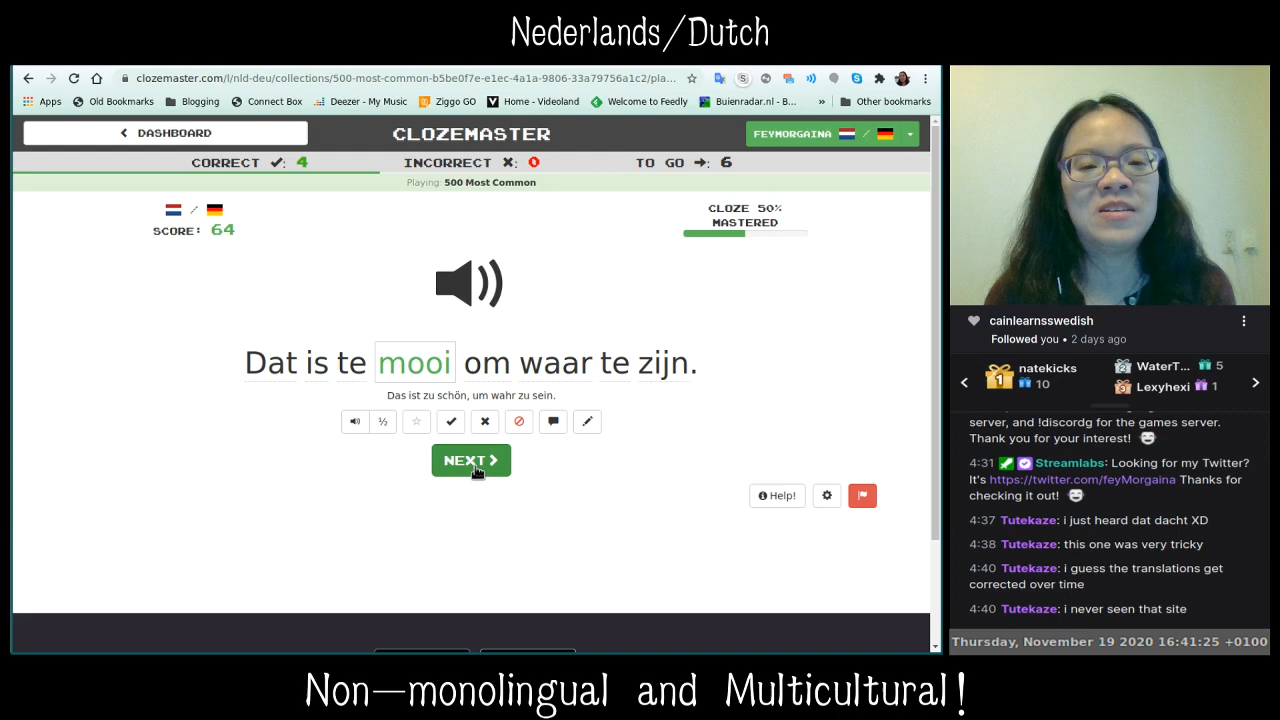 Nederlands/Dutch
clozemaster.com/l/nld-deu/collections/500-most-common-b5be0f7e-e1ec-4a1a-9806-33a79756a1c2/pla...
Apps Old Bookmarks Blogging Connect Box Deezer - My Music Ziggo GO Home - Videoland Welcome to Feedly Buienradar.nl - B... » Other bookmarks
DASHBOARD
CLOZEMASTER
FEYMORGAINA /
CORRECT ✔: 4 INCORRECT ✖: 0 TO GO ➔: 6
Playing: 500 Most Common
/
SCORE: 64
CLOZE 50%
MASTERED
Dat is te mooi om waar te zijn.
Das ist zu schön, um wahr zu sein.
½
NEXT
Help!
cainlearnsswedish
Followed you • 2 days ago
1 natekicks
10
2 WaterT... 5
3 Lexyhexi 1
server, and !discordg for the games server.
Thank you for your interest!
4:31 Streamlabs: Looking for my Twitter?
It's https://twitter.com/feyMorgaina Thanks for
checking it out!
4:37 Tutekaze: i just heard dat dacht XD
4:38 Tutekaze: this one was very tricky
4:40 Tutekaze: i guess the translations get
corrected over time
4:40 Tutekaze: i never seen that site
Thursday, November 19 2020 16:41:25 +0100
Non-monolingual and Multicultural!